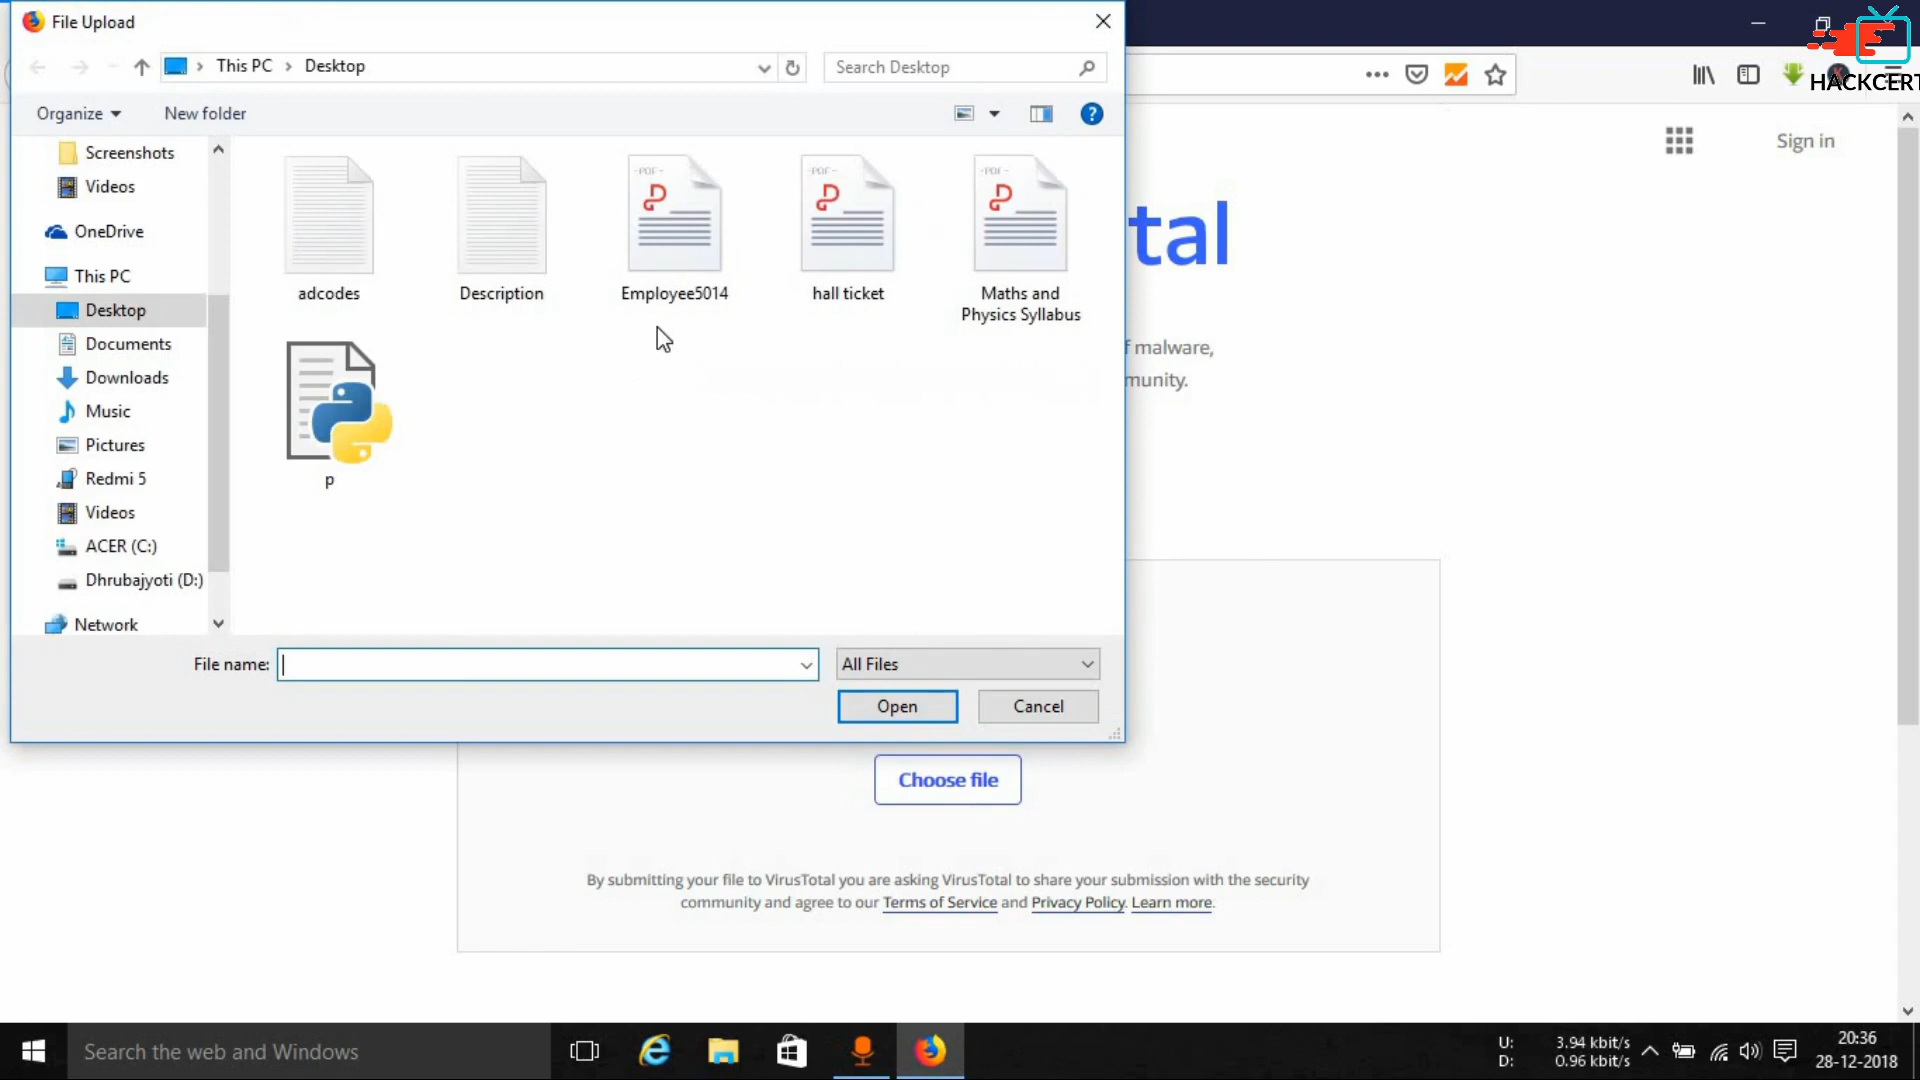 File Upload
This PC > Desktop
Search Desktop
HACKCERT
Organize
New folder
Screenshots
Videos
OneDrive
This PC
Desktop
Documents
Downloads
Music
Pictures
Redmi 5
Videos
ACER (C:)
Dhrubajyoti (D:)
Network
-PDF-
-PDF-
-PDF-
adcodes
Description
Employee5014
hall ticket
Maths and
Physics Syllabus
p
Sign in
tal
f malware,
munity.
File name:
All Files
Open
Cancel
Choose file
By submitting your file to VirusTotal you are asking VirusTotal to share your submission with the security
community and agree to our Terms of Service and Privacy Policy. Learn more.
Search the web and Windows
U: 3.94 kbit/s
D: 0.96 kbit/s
20:36
28-12-2018